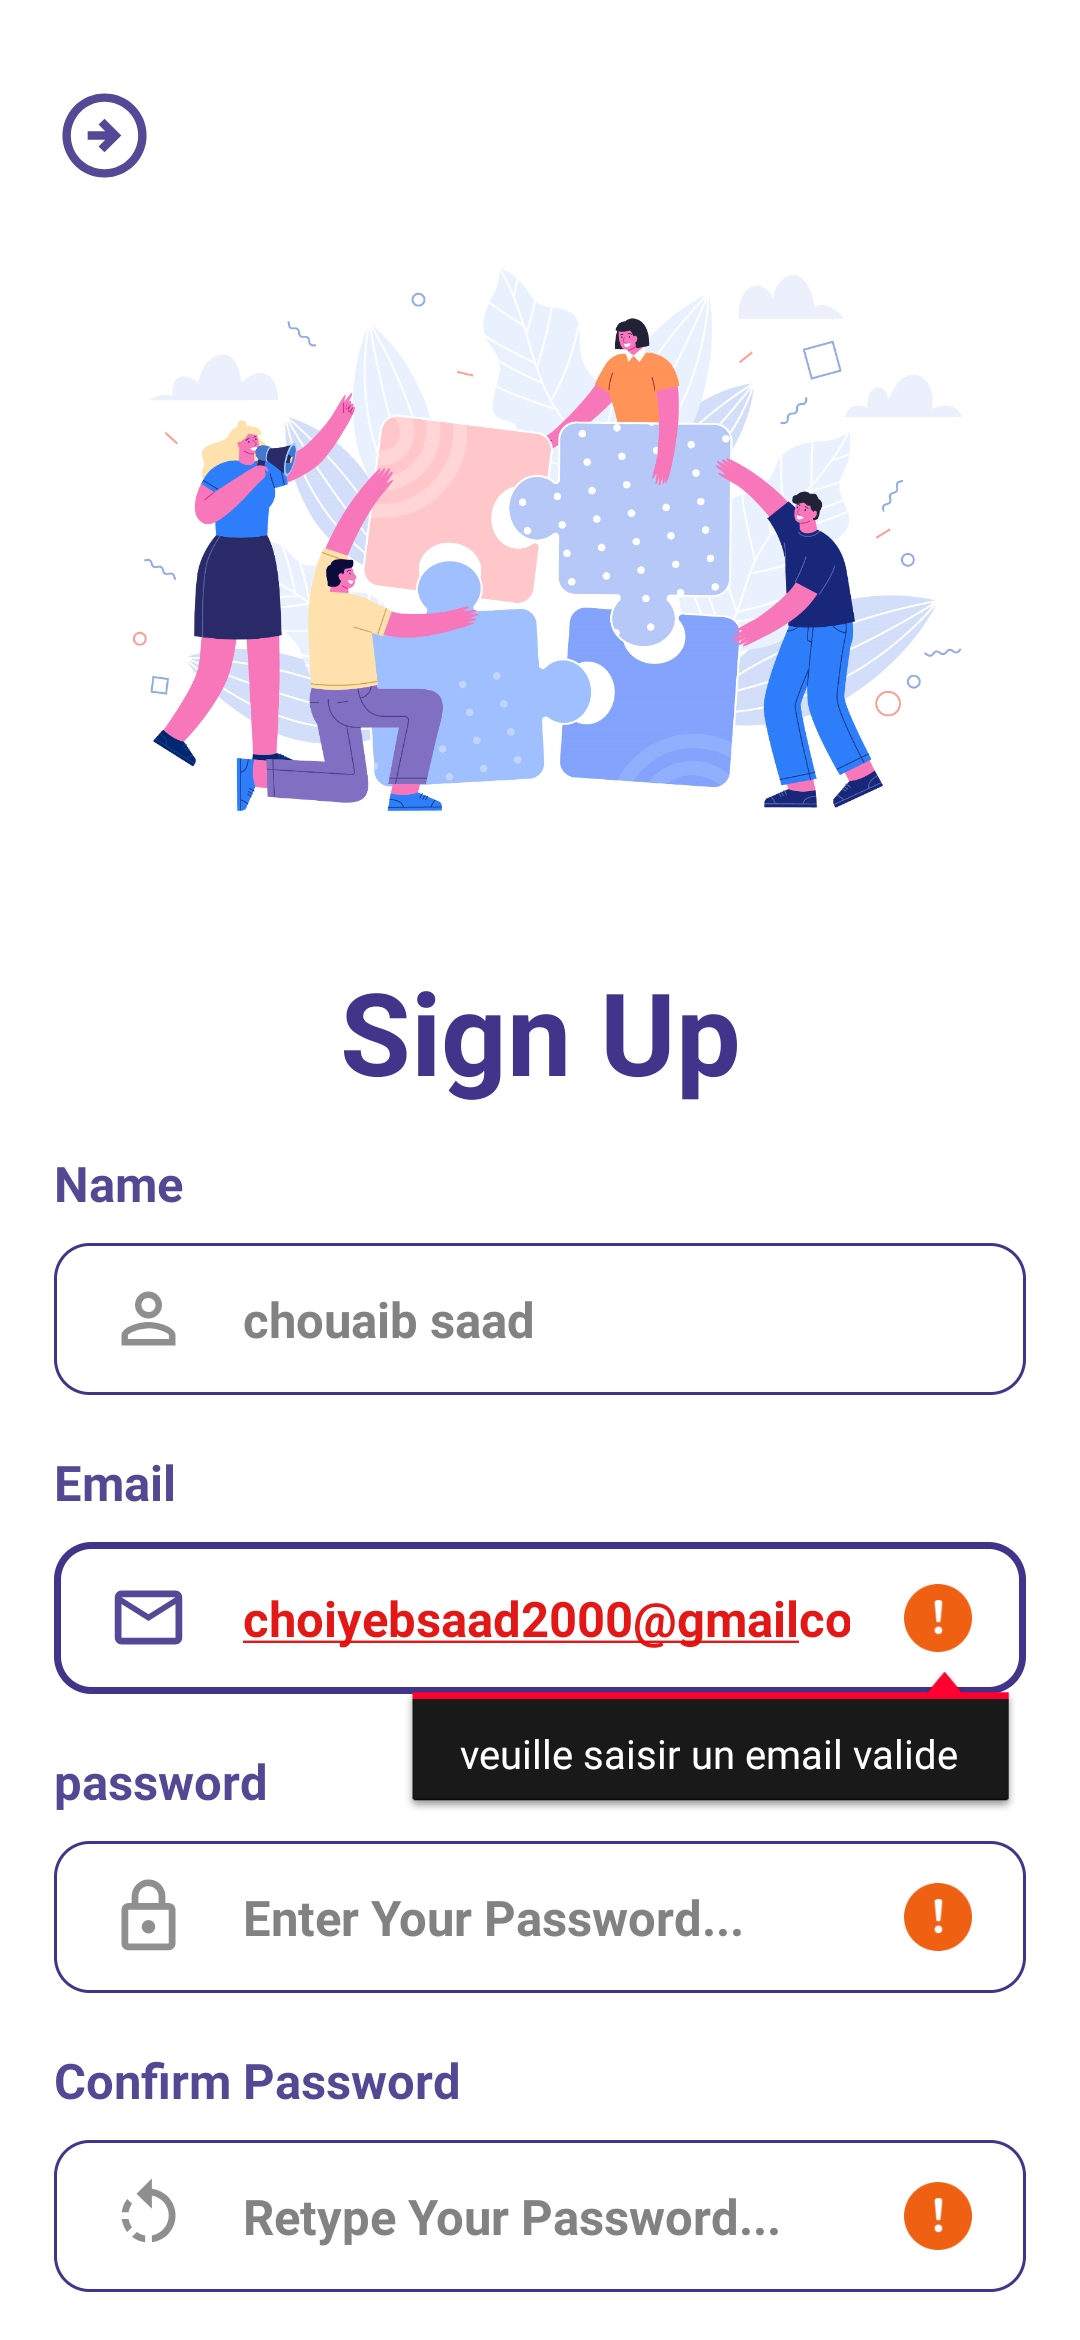 Sign Up
Name
chouaib saad
Email
choiyebsaad2000@gmailco
veuille saisir un email valide
password
Enter Your Password...
Confirm Password
Retype Your Password...